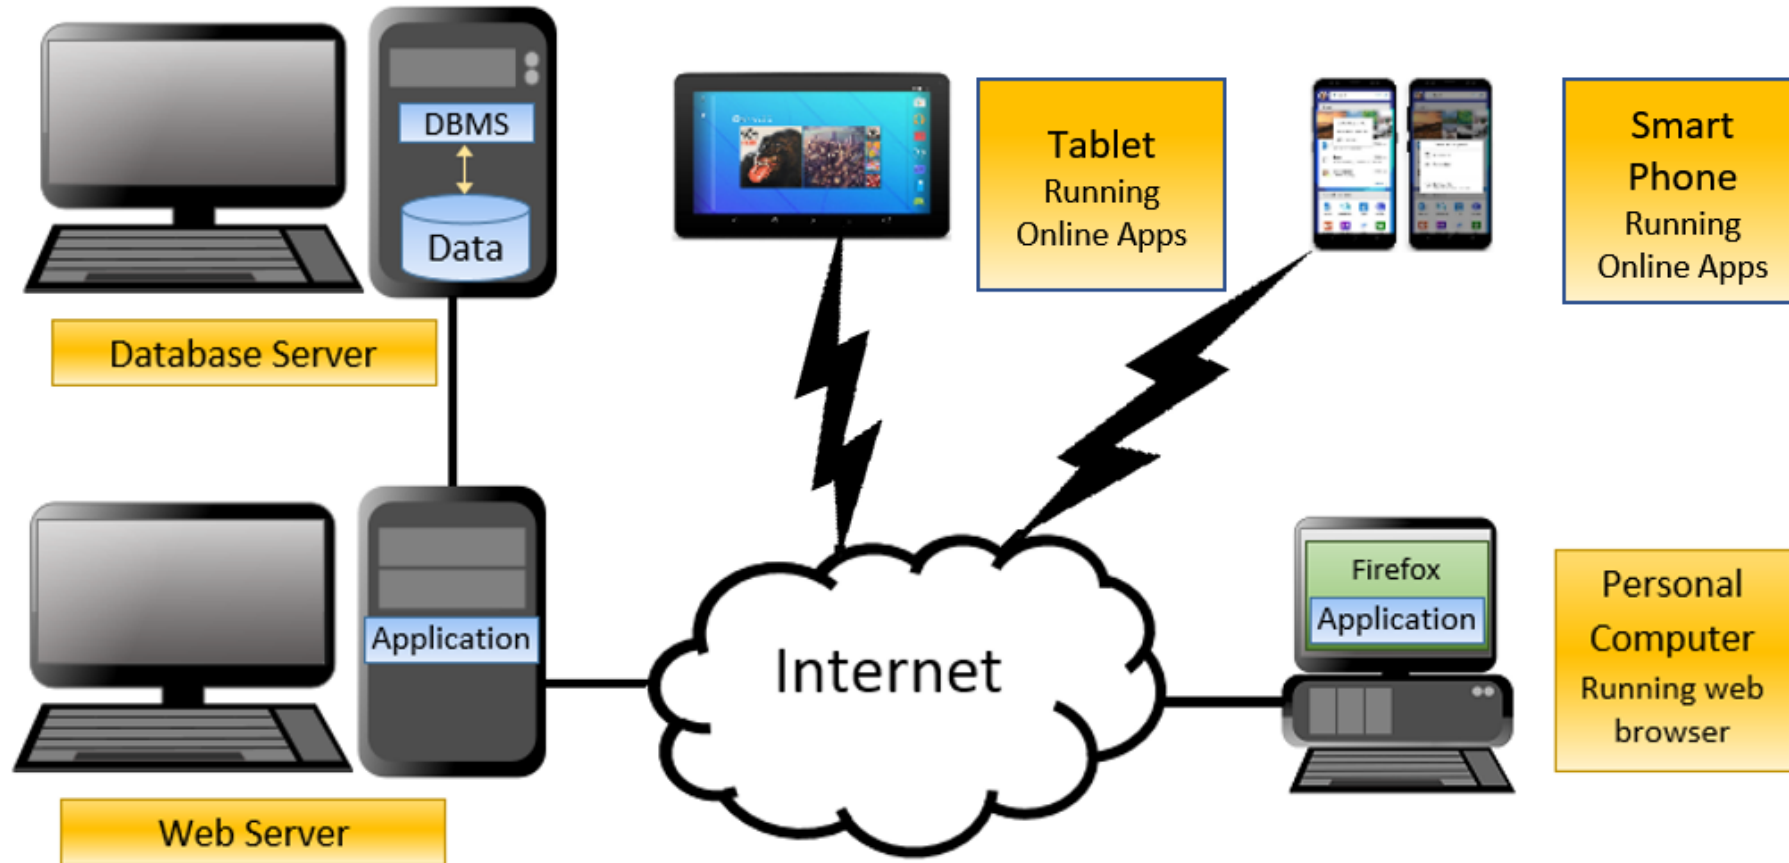 DBMS
Data
Database Server
Tablet
Running
Online Apps
Smart
Phone
Running
Online Apps
Application
Web Server
Internet
Firefox
Application
Personal
Computer
Running web
browser